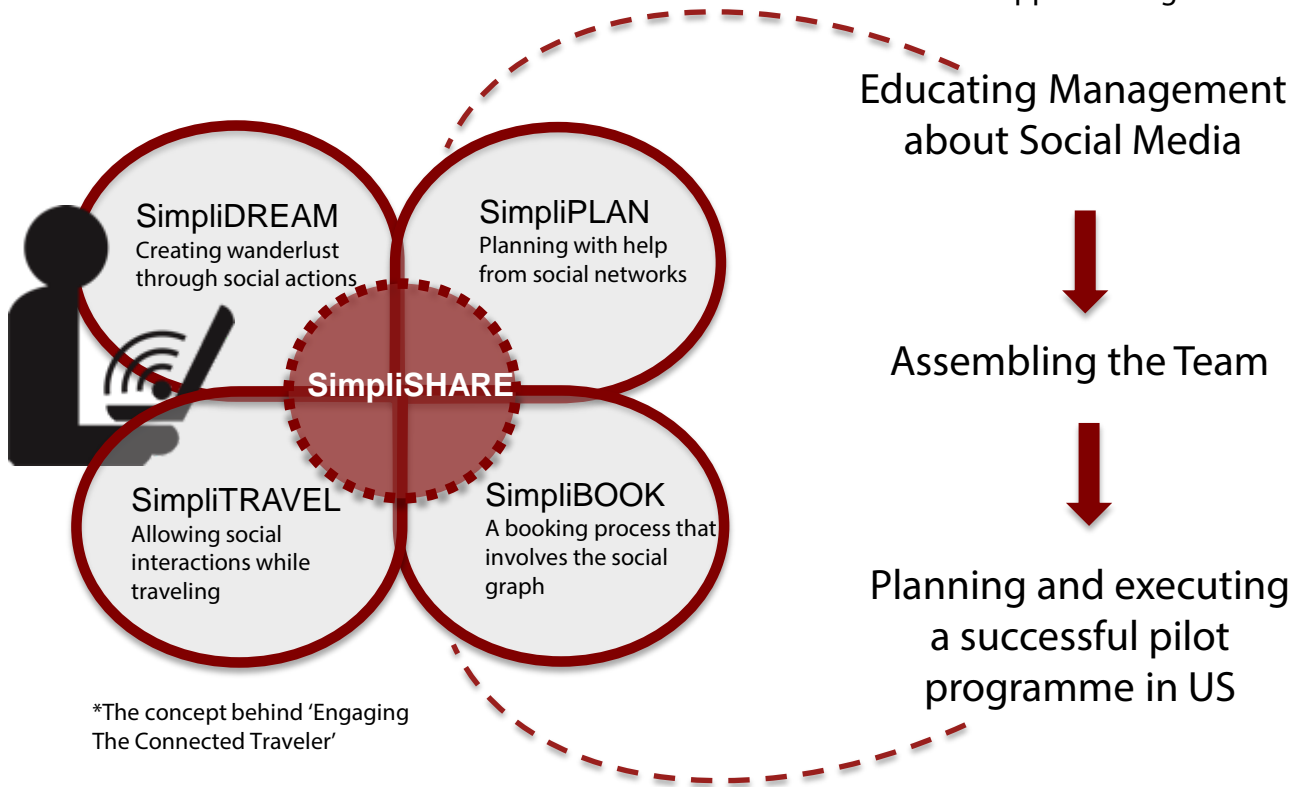 SimpliDREAM
Creating wanderlust
through social actions
SimpliPLAN
Planning with help
from social networks
SimpliSHARE
SimpliTRAVEL
Allowing social
interactions while
traveling
SimpliBOOK
A booking process that
involves the social
graph
*The concept behind ‘Engaging
The Connected Traveler’
Educating Management
about Social Media
Assembling the Team
Planning and executing
a successful pilot
programme in US